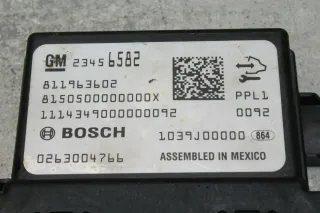 GM 23456582
811963602
8150500000000X PPL1
1114349000000092 0092
BOSCH 1039J00000 864
0263004766 ASSEMBLED IN MEXICO